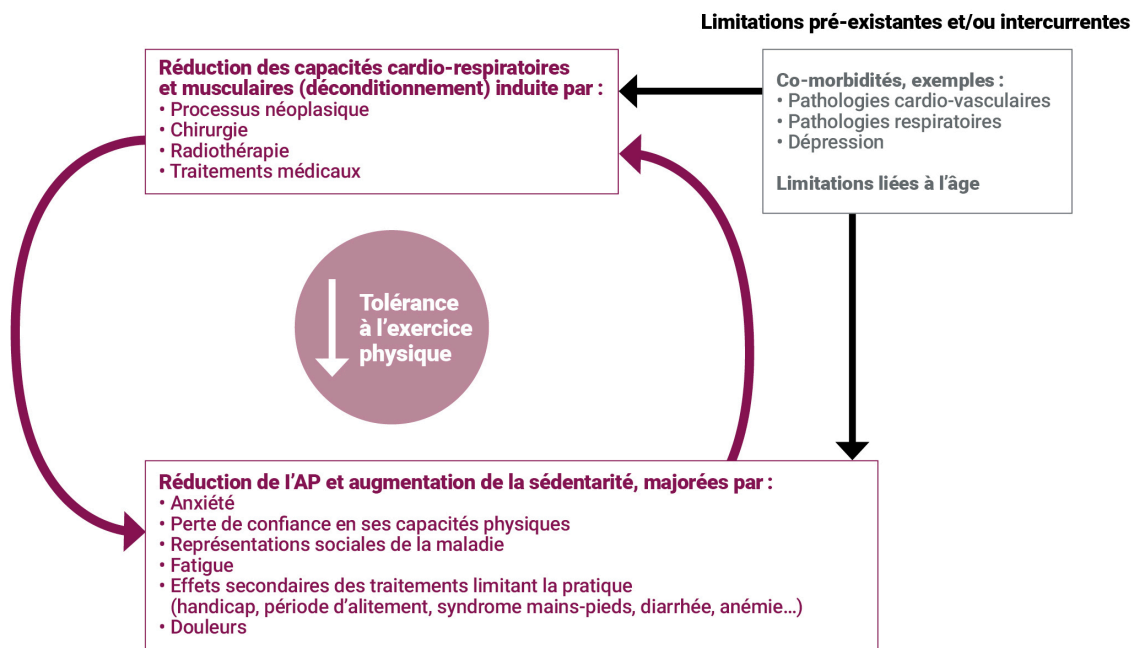 Limitations pré-existantes et/ou intercurrentes
Réduction des capacités cardio-respiratoires
et musculaires (déconditionnement) induite par :
• Processus néoplasique
• Chirurgie
• Radiothérapie
• Traitements médicaux
Co-morbidités, exemples :
• Pathologies cardio-vasculaires
• Pathologies respiratoires
• Dépression
Limitations liées à l’âge
Tolérance
à l’exercice
physique
Réduction de l’AP et augmentation de la sédentarité, majorées par :
• Anxiété
• Perte de confiance en ses capacités physiques
• Représentations sociales de la maladie
• Fatigue
• Effets secondaires des traitements limitant la pratique
(handicap, période d’alitement, syndrome mains-pieds, diarrhée, anémie…)
• Douleurs